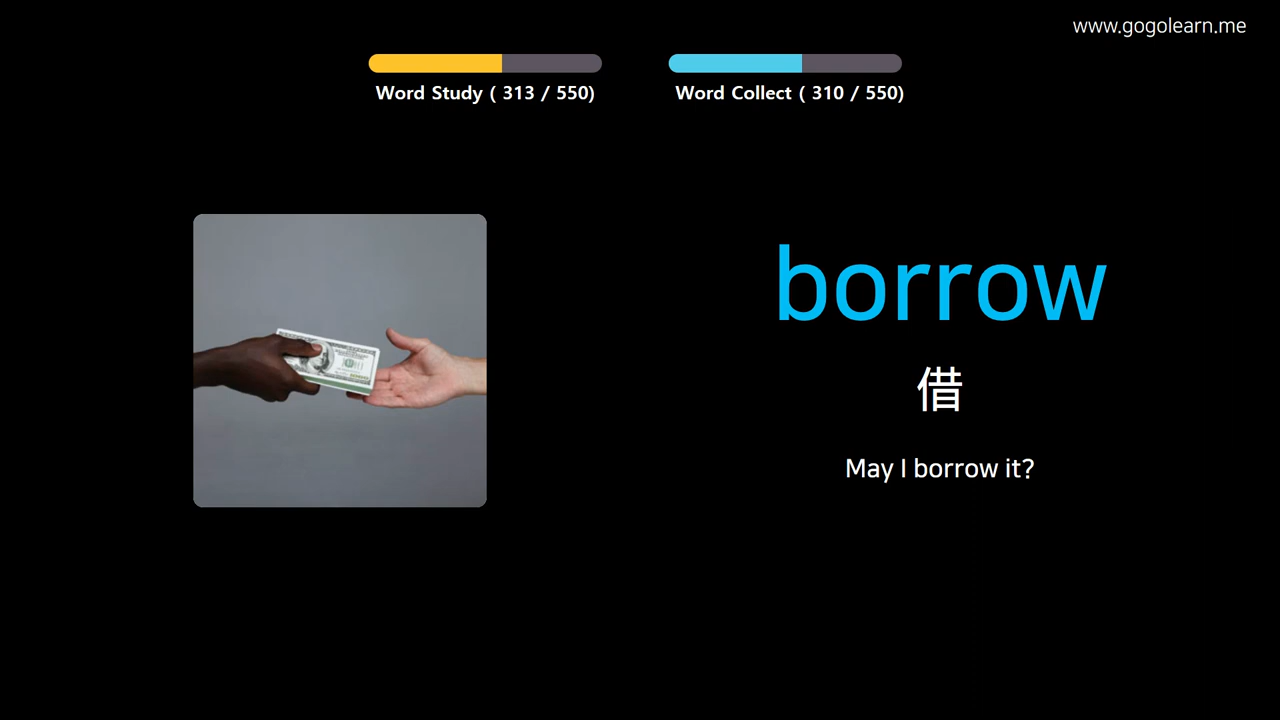 www.gogolearn.me
Word Study ( 313 / 550)
Word Collect ( 310 / 550)
borrow
借
May I borrow it?